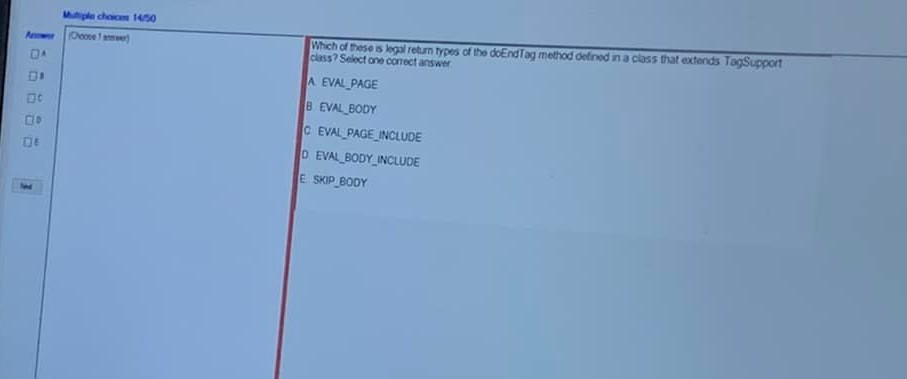 Multiple choices 14/50
Answer
(Choose 1 answer)
A
B
C
D
E
Next
Which of these is legal return types of the doEndTag method defined in a class that extends TagSupport
class? Select one correct answer.
A. EVAL_PAGE
B. EVAL_BODY
C. EVAL_PAGE_INCLUDE
D. EVAL_BODY_INCLUDE
E. SKIP_BODY